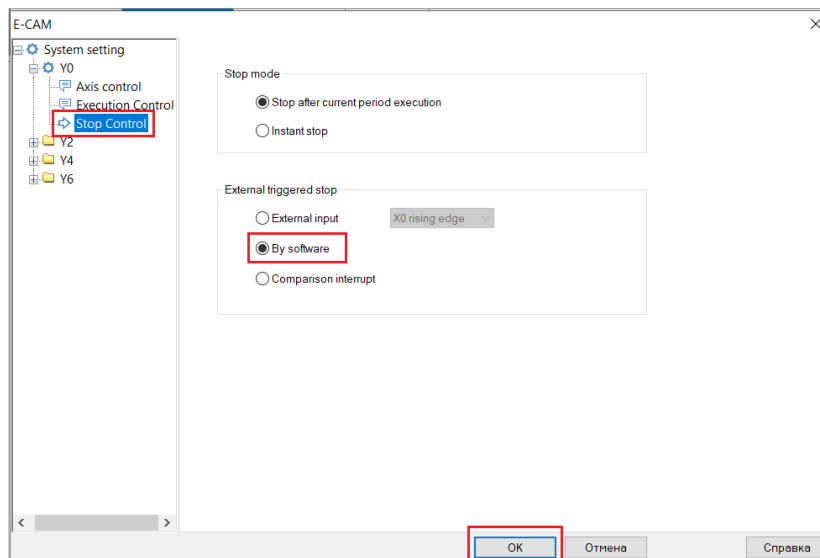 E-CAM
System setting
Y0
Axis control
Execution Control
Stop Control
Y2
Y4
Y6
Stop mode
Stop after current period execution
Instant stop
External triggered stop
External input X0 rising edge
By software
Comparison interrupt
OK Отмена Справка